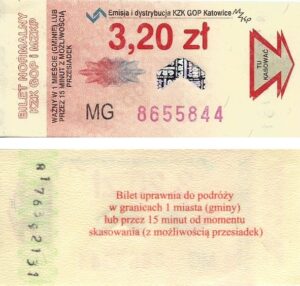 Emisja i dystrybucja KZK GOP Katowice
BILET NORMALNY
KZK GOP i MZKP
WAŻNY W 1 MIEŚCIE (GMINIE) LUB
PRZEZ 15 MINUT Z MOŻLIWOŚCIĄ
PRZESIADEK
3,20 zł
MG 8655844
TU
KASOWAĆ
Bilet uprawnia do podróży
w granicach 1 miasta (gminy)
lub przez 15 minut od momentu
skasowania (z możliwością przesiadek)